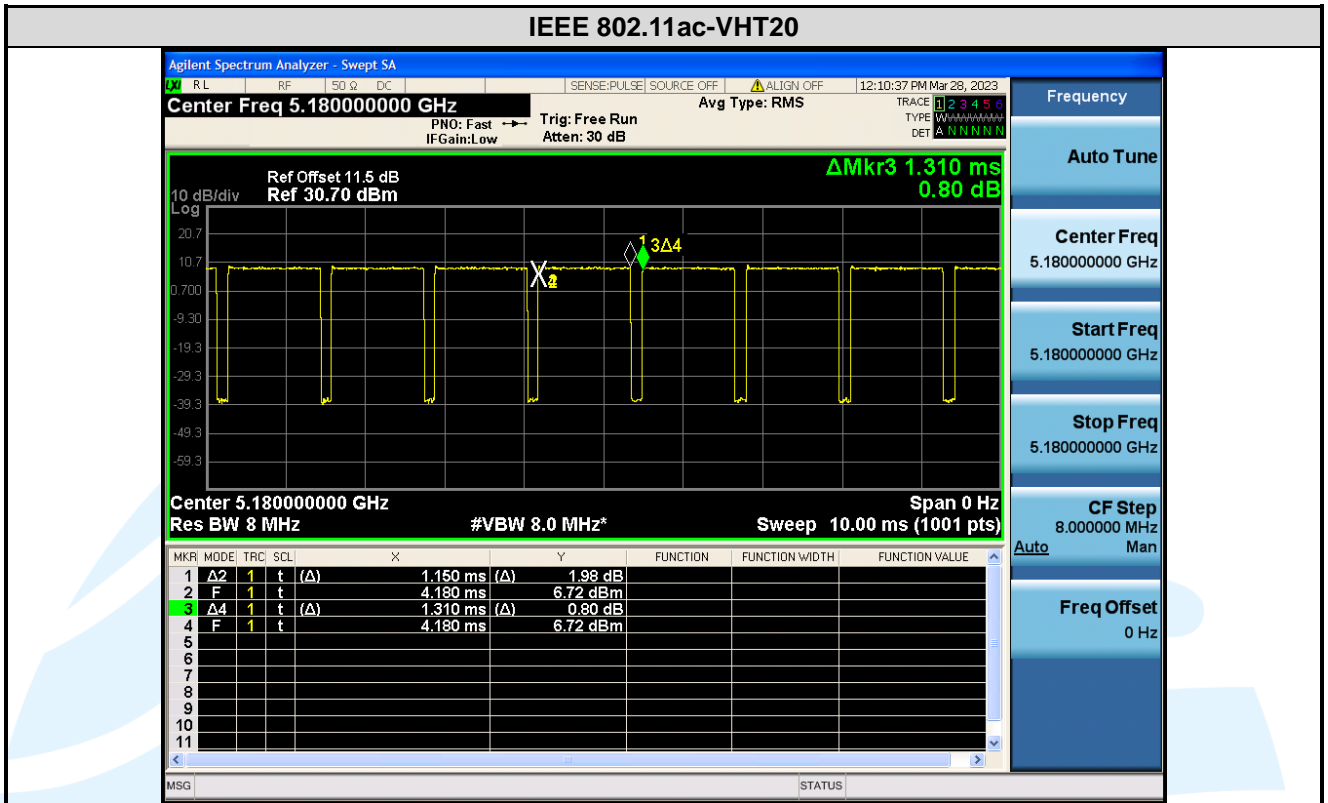 IEEE 802.11ac-VHT20
Agilent Spectrum Analyzer - Swept SA
LXI RL RF 50 Ω DC SENSE:PULSE SOURCE OFF ALIGN OFF 12:10:37 PM Mar 28, 2023
Center Freq 5.180000000 GHz
PNO: Fast
IFGain:Low
Trig: Free Run
Atten: 30 dB
Avg Type: RMS
TRACE 1 2 3 4 5 6
TYPE W
DET A N N N N N
ΔMkr3 1.310 ms
0.80 dB
Ref Offset 11.5 dB
10 dB/div Ref 30.70 dBm
Log
20.7
10.7
0.700
-9.30
-19.3
-29.3
-39.3
-49.3
-59.3
1 3Δ4
Center 5.180000000 GHz Span 0 Hz
Res BW 8 MHz #VBW 8.0 MHz* Sweep 10.00 ms (1001 pts)
MKR MODE TRC SCL X Y FUNCTION FUNCTION WIDTH FUNCTION VALUE
1 Δ2 1 t (Δ) 1.150 ms (Δ) 1.98 dB
2 F 1 t 4.180 ms 6.72 dBm
3 Δ4 1 t (Δ) 1.310 ms (Δ) 0.80 dB
4 F 1 t 4.180 ms 6.72 dBm
5
6
7
8
9
10
11
MSG STATUS
Frequency
Auto Tune
Center Freq
5.180000000 GHz
Start Freq
5.180000000 GHz
Stop Freq
5.180000000 GHz
CF Step
8.000000 MHz
Auto Man
Freq Offset
0 Hz